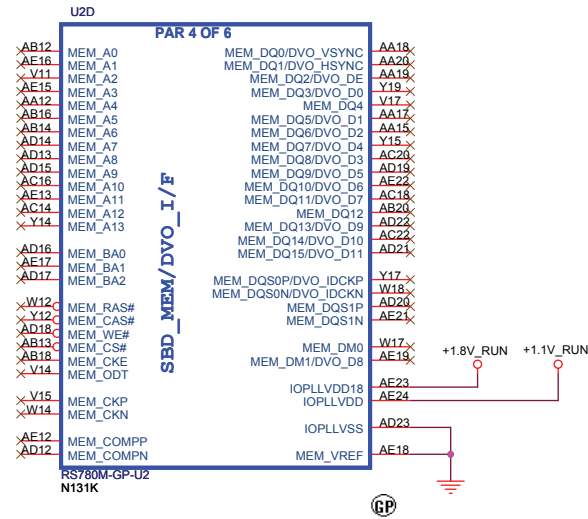 U2D
PAR 4 OF 6
AB12 MEM_A0 MEM_DQ0/DVO_VSYNC AA18
AE16 MEM_A1 MEM_DQ1/DVO_HSYNC AA20
V11 MEM_A2 MEM_DQ2/DVO_DE AA19
AE15 MEM_A3 MEM_DQ3/DVO_D0 Y19
AA12 MEM_A4 MEM_DQ4 V17
AB16 MEM_A5 MEM_DQ5/DVO_D1 AA17
AB14 MEM_A6 MEM_DQ6/DVO_D2 AA15
AD14 MEM_A7 MEM_DQ7/DVO_D4 Y15
AD13 MEM_A8 MEM_DQ8/DVO_D3 AC20
AD15 MEM_A9 MEM_DQ9/DVO_D5 AD19
AC16 MEM_A10 MEM_DQ10/DVO_D6 AE22
AE13 MEM_A11 MEM_DQ11/DVO_D7 AC18
AC14 MEM_A12 MEM_DQ12 AB20
Y14 MEM_A13 MEM_DQ13/DVO_D9 AD22
MEM_DQ14/DVO_D10 AC22
AD16 MEM_BA0 MEM_DQ15/DVO_D11 AD21
AE17 MEM_BA1
AD17 MEM_BA2 MEM_DQS0P/DVO_IDCKP Y17
MEM_DQS0N/DVO_IDCKN W18
W12 MEM_RAS# MEM_DQS1P AD20
Y12 MEM_CAS# MEM_DQS1N AE21
AD18 MEM_WE#
AB13 MEM_CS# MEM_DM0 W17
AB18 MEM_CKE MEM_DM1/DVO_D8 AE19
V14 MEM_ODT
SBD_MEM/DVO_I/F
+1.8V_RUN +1.1V_RUN
IOPLLVDD18 AE23
V15 MEM_CKP IOPLLVDD AE24
W14 MEM_CKN
IOPLLVSS AD23
AE12 MEM_COMPP
AD12 MEM_COMPN MEM_VREF AE18
RS780M-GP-U2
N131K
GP